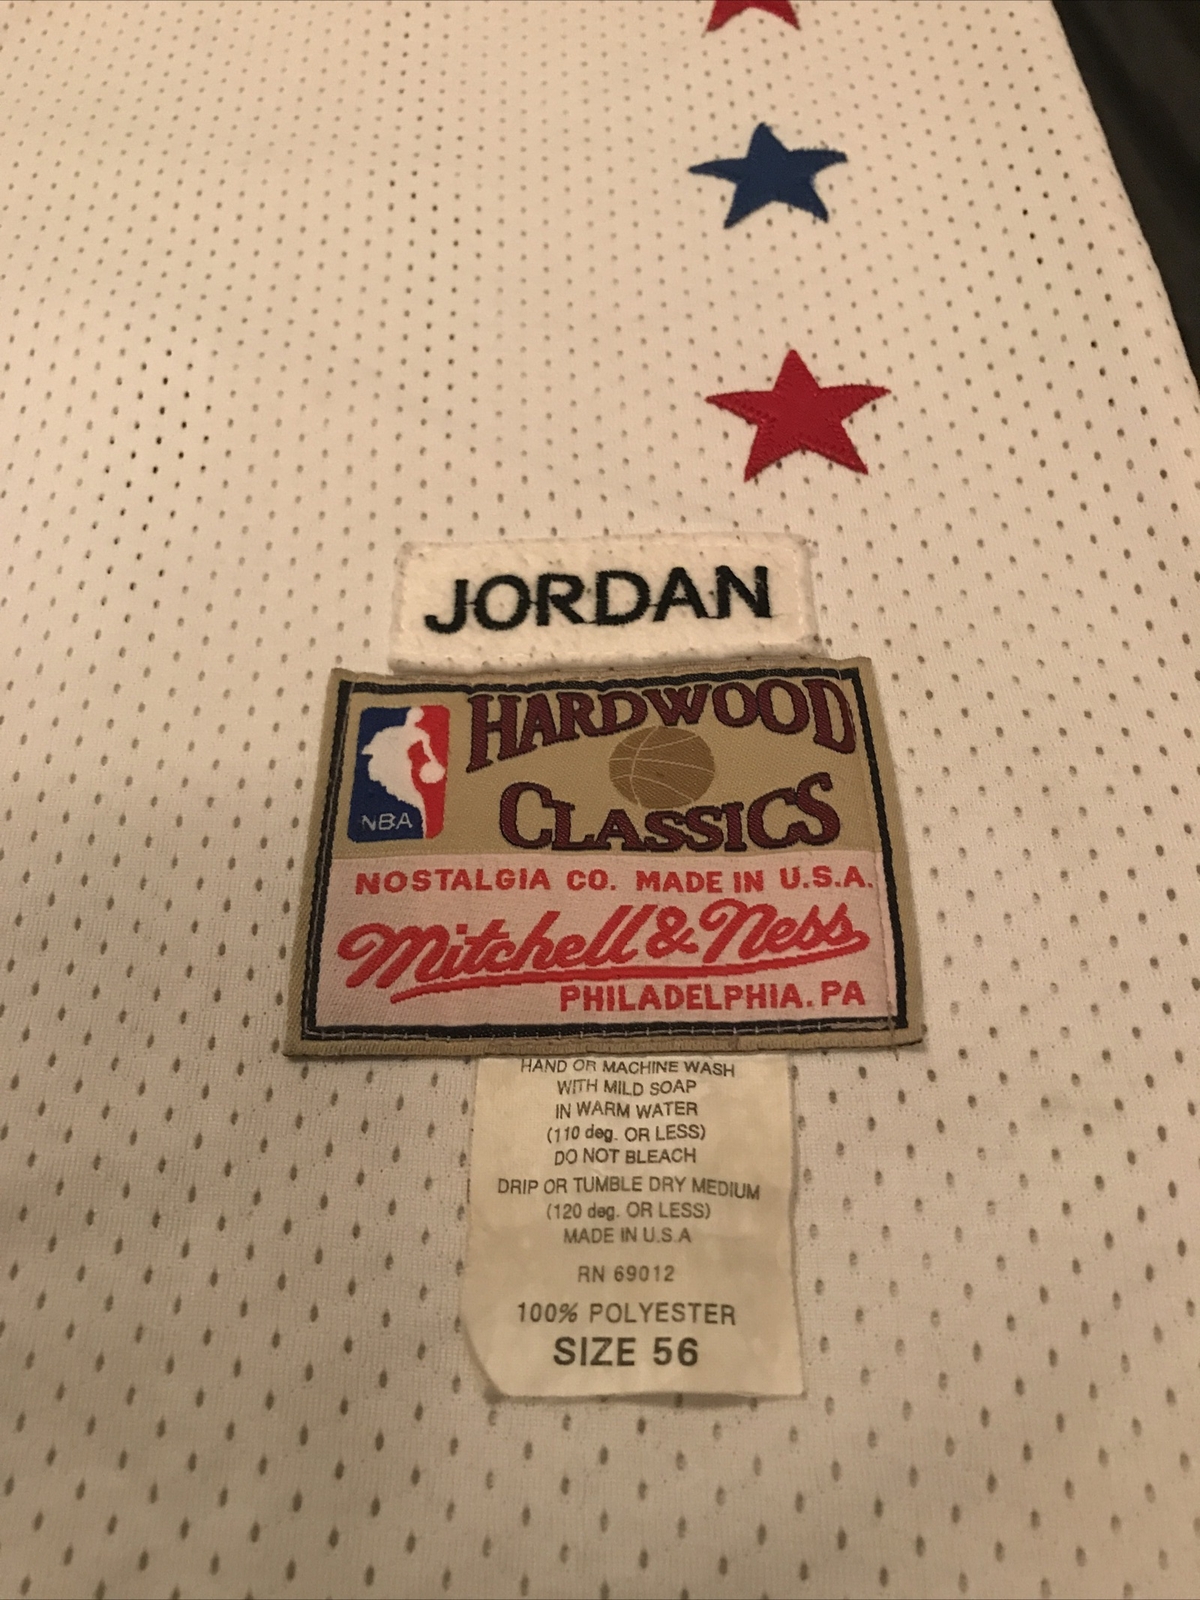 JORDAN
HARDWOOD
CLASSICS
NBA
NOSTALGIA CO. MADE IN U.S.A.
Mitchell & Ness
PHILADELPHIA. PA
HAND OR MACHINE WASH
WITH MILD SOAP
IN WARM WATER
(110 deg. OR LESS)
DO NOT BLEACH
DRIP OR TUMBLE DRY MEDIUM
(120 deg. OR LESS)
MADE IN U.S.A
RN 69012
100% POLYESTER
SIZE 56